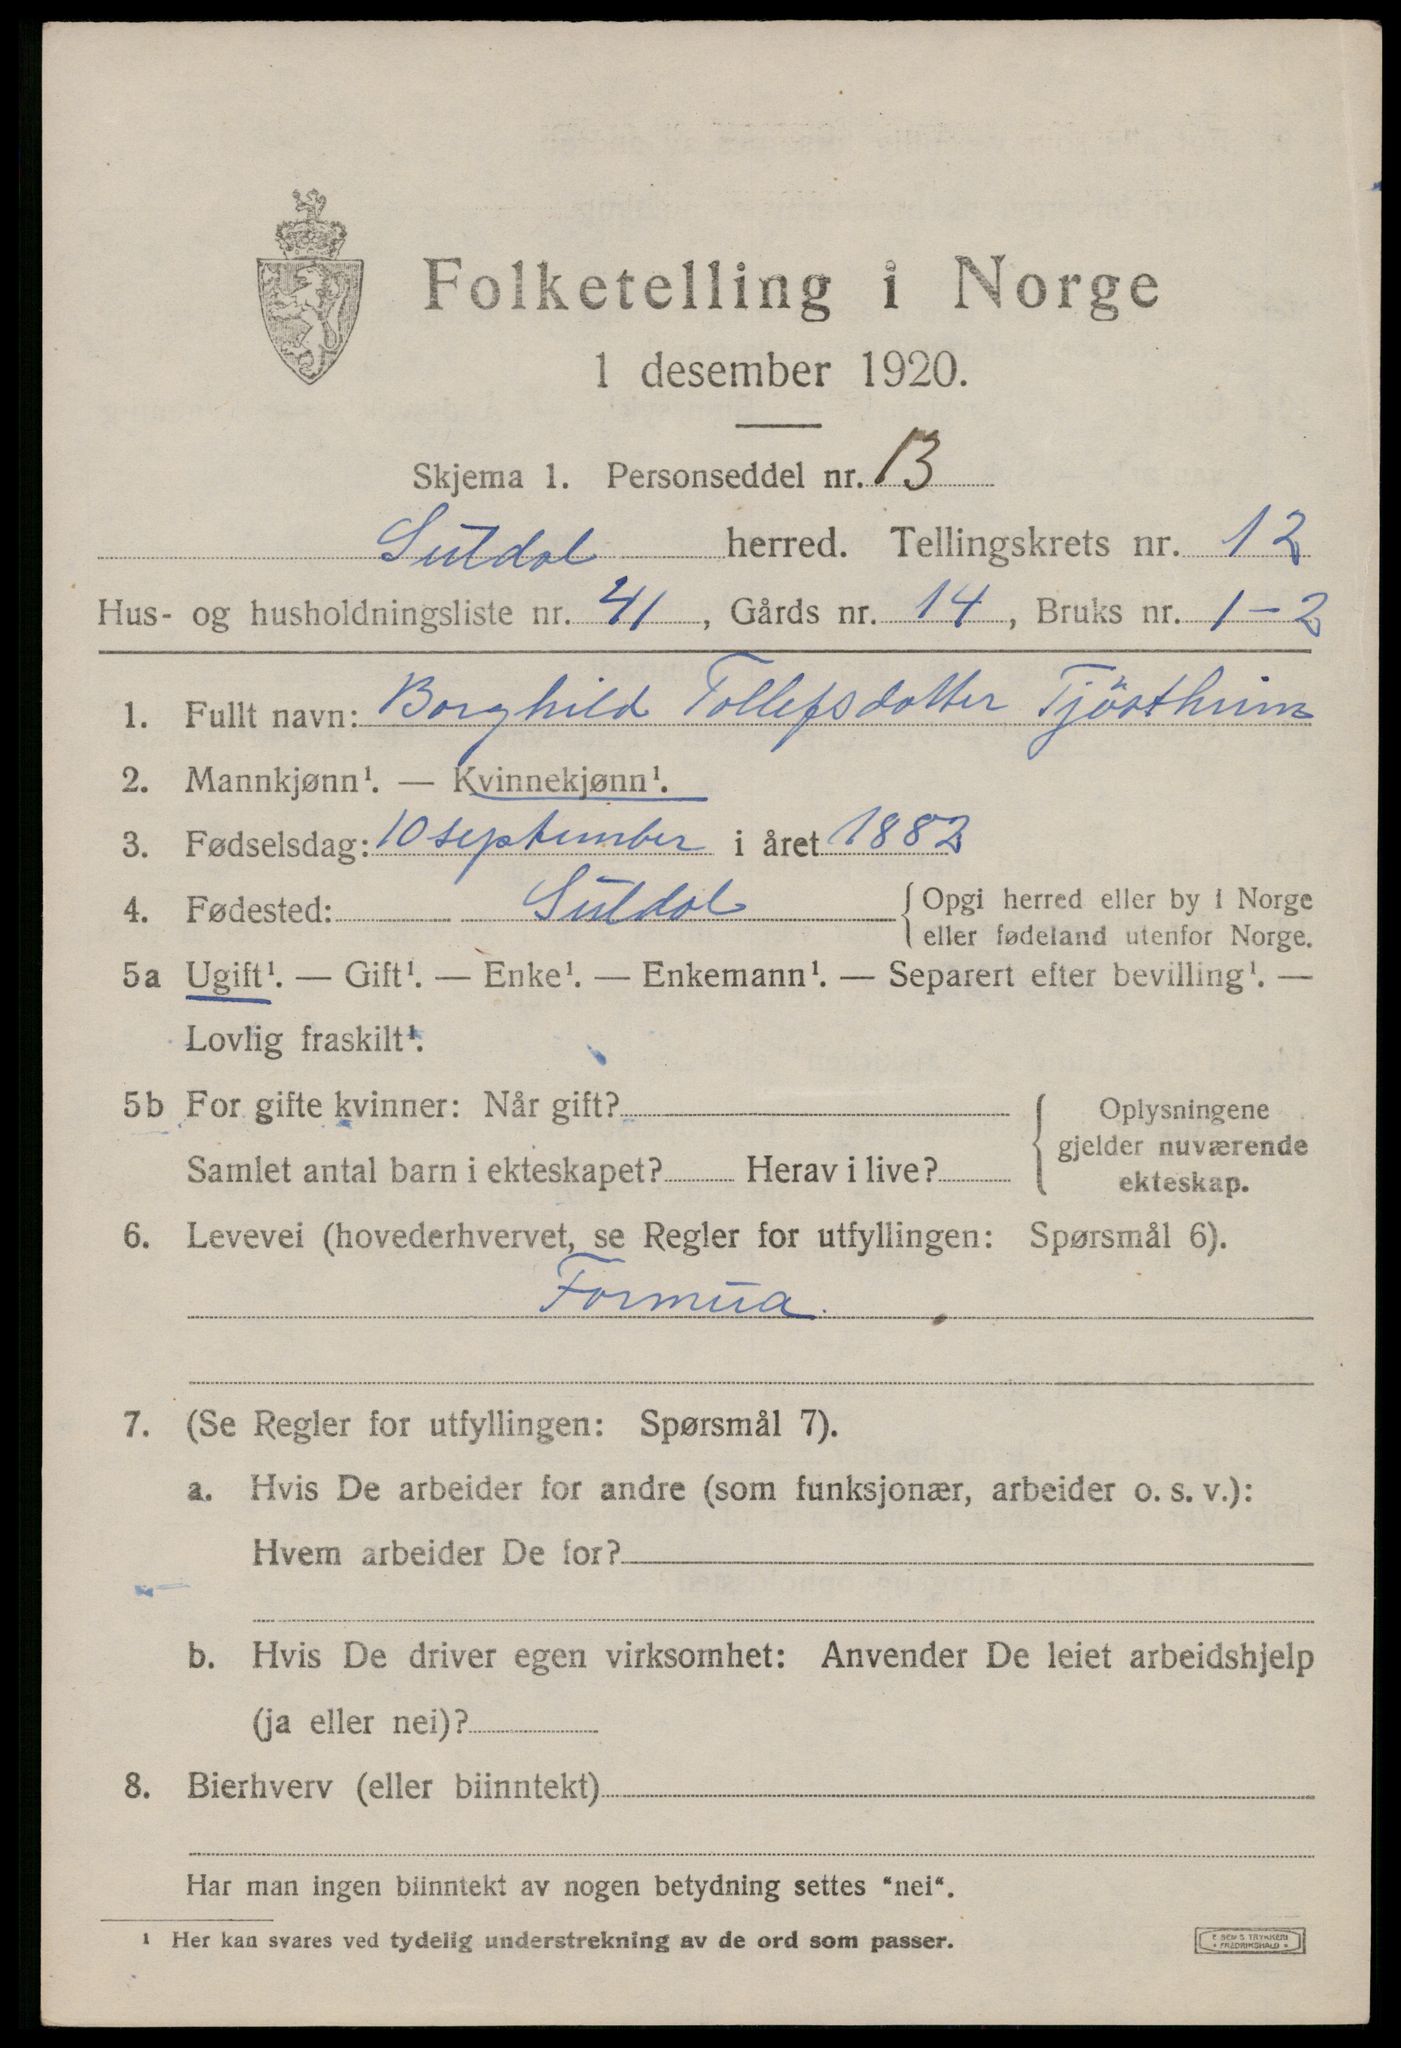 Folketelling i Norge
1 desember 1920.
Skjema 1. Personseddel nr. 13
Suldal herred. Tellingskrets nr. 12
Hus- og husholdningsliste nr. 41, Gårds nr. 14, Bruks nr. 1-2
1. Fullt navn: Borghild Tollefsdotter Tjöstheim
2. Mannkjønn¹. — Kvinnekjønn¹.
3. Fødselsdag: 10 september i året 1882
4. Fødested: Suldal { Opgi herred eller by i Norge
eller fødeland utenfor Norge.
5a Ugift¹. — Gift¹. — Enke¹. — Enkemann¹. — Separert efter bevilling¹. —
Lovlig fraskilt¹.
5b For gifte kvinner: Når gift?
Samlet antal barn i ekteskapet? Herav i live?
Oplysningene
gjelder nuværende
ekteskap.
6. Levevei (hovederhvervet, se Regler for utfyllingen: Spørsmål 6).
Formua.
7. (Se Regler for utfyllingen: Spørsmål 7).
a. Hvis De arbeider for andre (som funksjonær, arbeider o. s. v.):
Hvem arbeider De for?
b. Hvis De driver egen virksomhet: Anvender De leiet arbeidshjelp
(ja eller nei)?
8. Bierhverv (eller biinntekt)
Har man ingen biinntekt av nogen betydning settes "nei".
¹ Her kan svares ved tydelig understrekning av de ord som passer.
TRYKKERI
FREDRIKSHALD